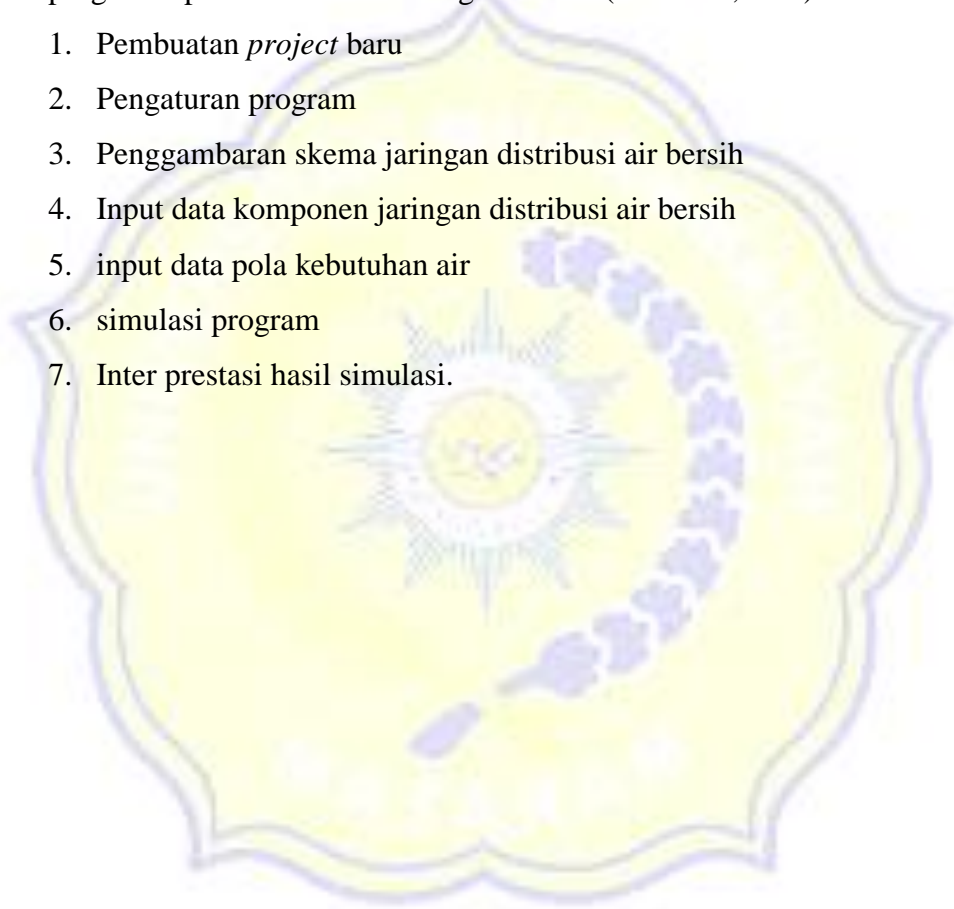 1. Pembuatan project baru
2. Pengaturan program
3. Penggambaran skema jaringan distribusi air bersih
4. Input data komponen jaringan distribusi air bersih
5. input data pola kebutuhan air
6. simulasi program
7. Inter prestasi hasil simulasi.